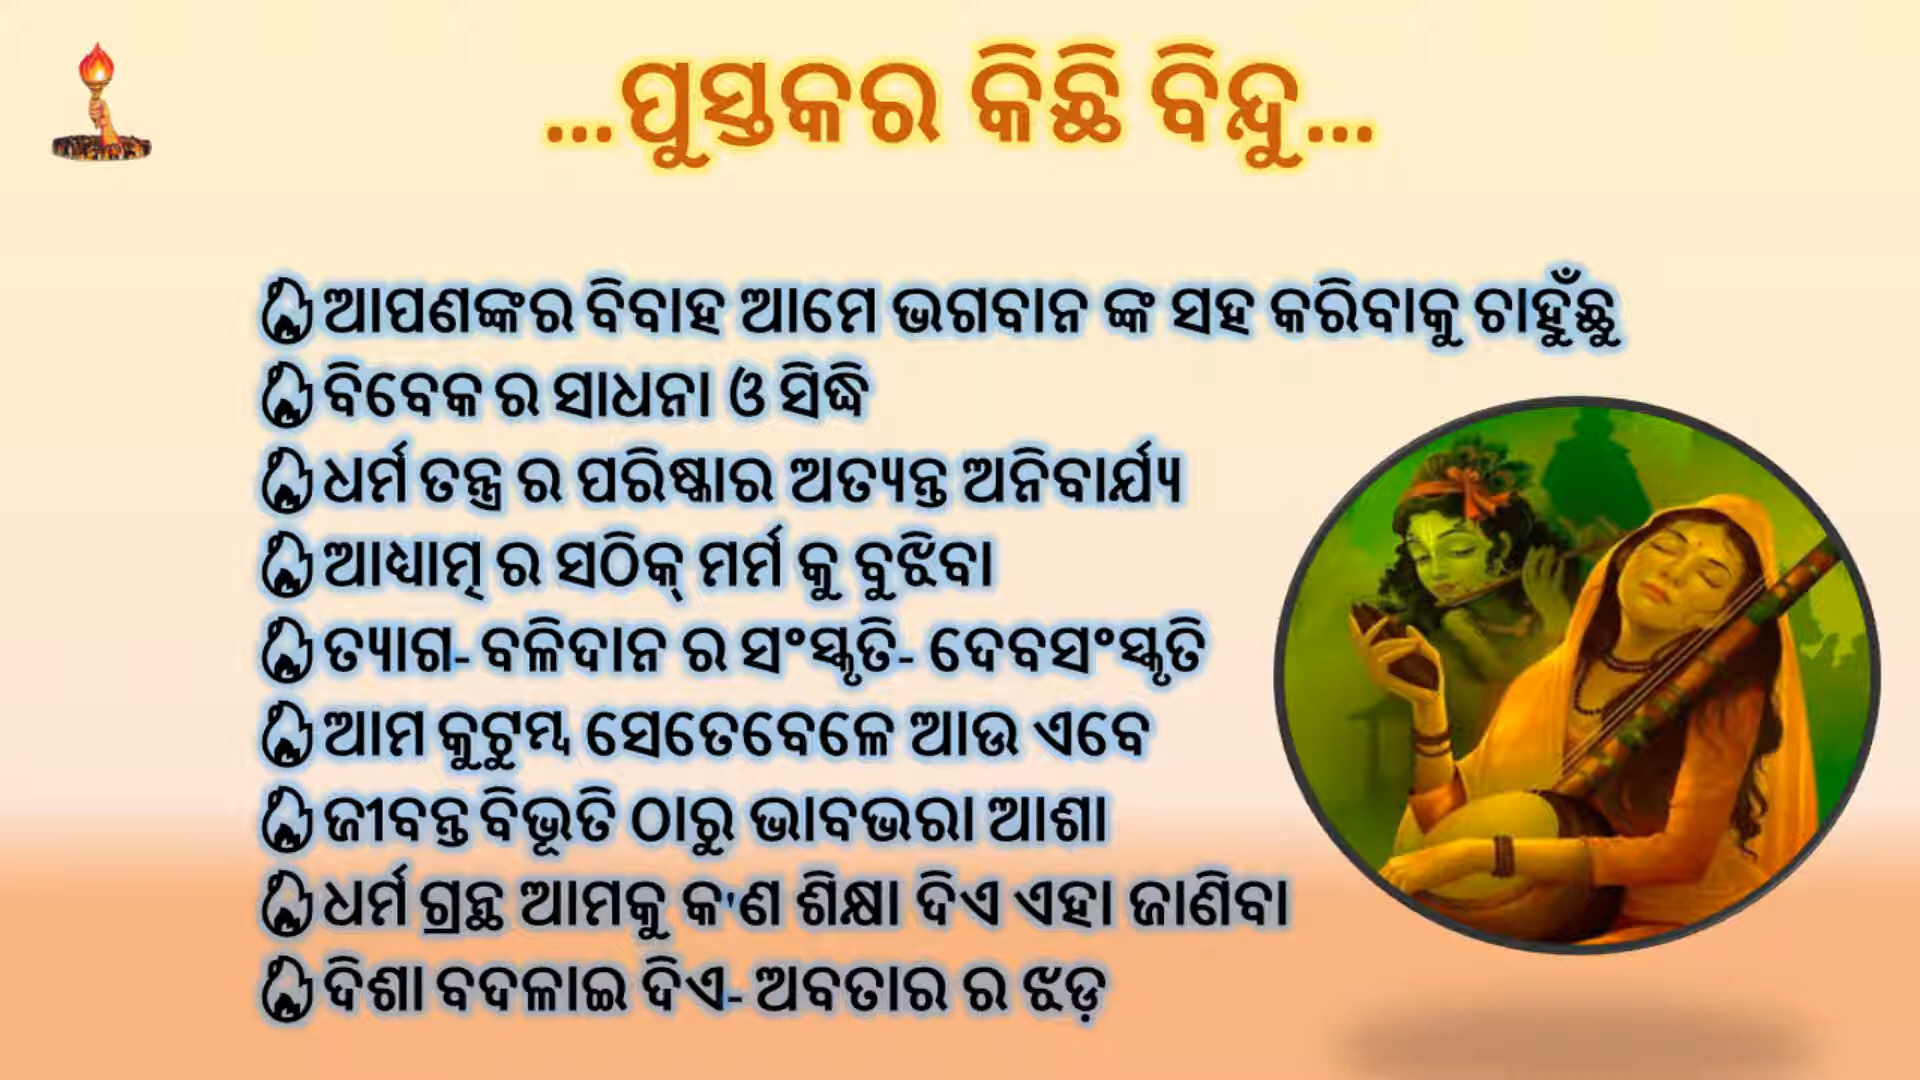 ...ପୁସ୍ତକର କିଛି ବିନ୍ଦୁ...
ଆପଣଙ୍କର ବିବାହ ଆମେ ଭଗବାନ ଙ୍କ ସହ କରିବାକୁ ଚାହୁଁଛୁ
ବିବେକ ର ସାଧନା ଓ ସିଦ୍ଧି
ଧର୍ମ ତନ୍ତ୍ର ର ପରିଷ୍କାର ଅତ୍ୟନ୍ତ ଅନିବାର୍ଯ୍ୟ
ଆଧ୍ୟାତ୍ମ ର ସଠିକ୍ ମର୍ମ କୁ ବୁଝିବା
ତ୍ୟାଗ- ବଳିଦାନ ର ସଂସ୍କୃତି- ଦେବସଂସ୍କୃତି
ଆମ କୁଟୁମ୍ବ ସେତେବେଳେ ଆଉ ଏବେ
ଜୀବନ୍ତ ବିଭୂତି ଠାରୁ ଭାବଭରା ଆଶା
ଧର୍ମ ଗ୍ରନ୍ଥ ଆମକୁ କ'ଣ ଶିକ୍ଷା ଦିଏ ଏହା ଜାଣିବା
ଦିଶା ବଦଳାଇ ଦିଏ- ଅବତାର ର ଝଡ଼